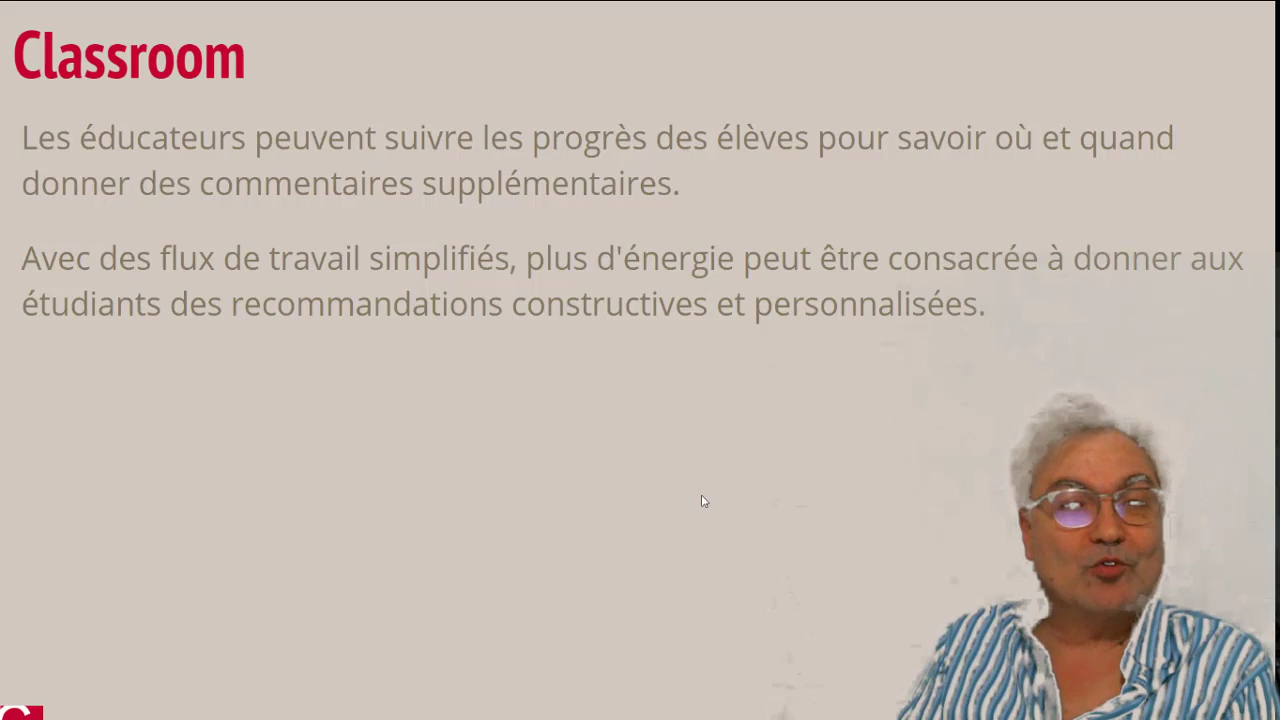 Classroom
Les éducateurs peuvent suivre les progrès des élèves pour savoir où et quand
donner des commentaires supplémentaires.
Avec des flux de travail simplifiés, plus d'énergie peut être consacrée à donner aux
étudiants des recommandations constructives et personnalisées.